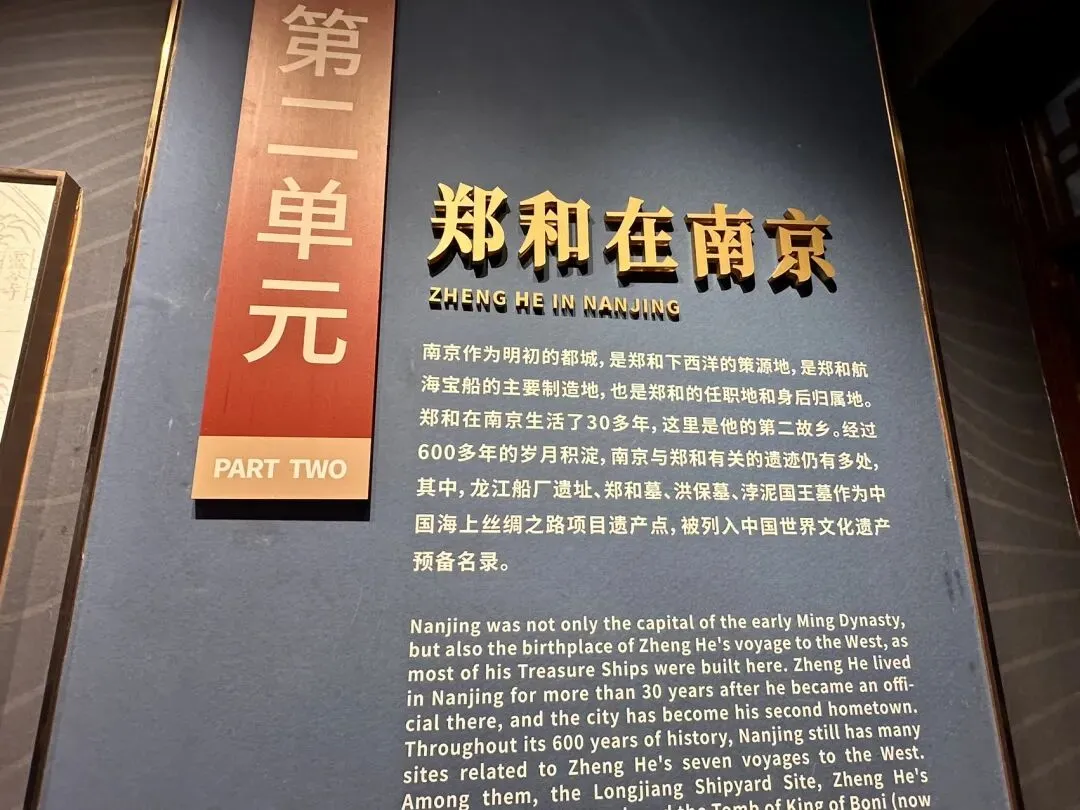 第二单元
PART TWO
郑和在南京
ZHENG HE IN NANJING
南京作为明初的都城，是郑和下西洋的策源地，是郑和航
海宝船的主要制造地，也是郑和的任职地和身后归属地。
郑和在南京生活了30多年，这里是他的第二故乡。经过
600多年的岁月积淀，南京与郑和有关的遗迹仍有多处，
其中，龙江船厂遗址、郑和墓、洪保墓、浡泥国王墓作为中
国海上丝绸之路项目遗产点，被列入中国世界文化遗产
预备名录。
Nanjing was not only the capital of the early Ming Dynasty,
but also the birthplace of Zheng He's voyage to the West, as
most of his Treasure Ships were built here. Zheng He lived
in Nanjing for more than 30 years after he became an offi-
cial there, and the city has become his second hometown.
Throughout its 600 years of history, Nanjing still has many
sites related to Zheng He's seven voyages to the West.
Among them, the Longjiang Shipyard Site, Zheng He's
the Tomb of King of Boni (now